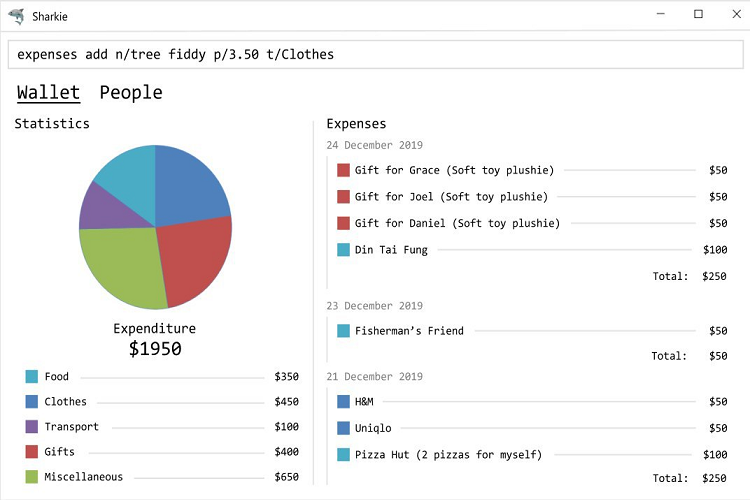 Sharkie
expenses add n/tree fiddy p/3.50 t/Clothes
Wallet People
Statistics
Expenditure
$1950
Food $350
Clothes $450
Transport $100
Gifts $400
Miscellaneous $650
Expenses
24 December 2019
Gift for Grace (Soft toy plushie) $50
Gift for Joel (Soft toy plushie) $50
Gift for Daniel (Soft toy plushie) $50
Din Tai Fung $100
Total: $250
23 December 2019
Fisherman’s Friend $50
Total: $50
21 December 2019
H&M $50
Uniqlo $50
Pizza Hut (2 pizzas for myself) $100
Total: $250